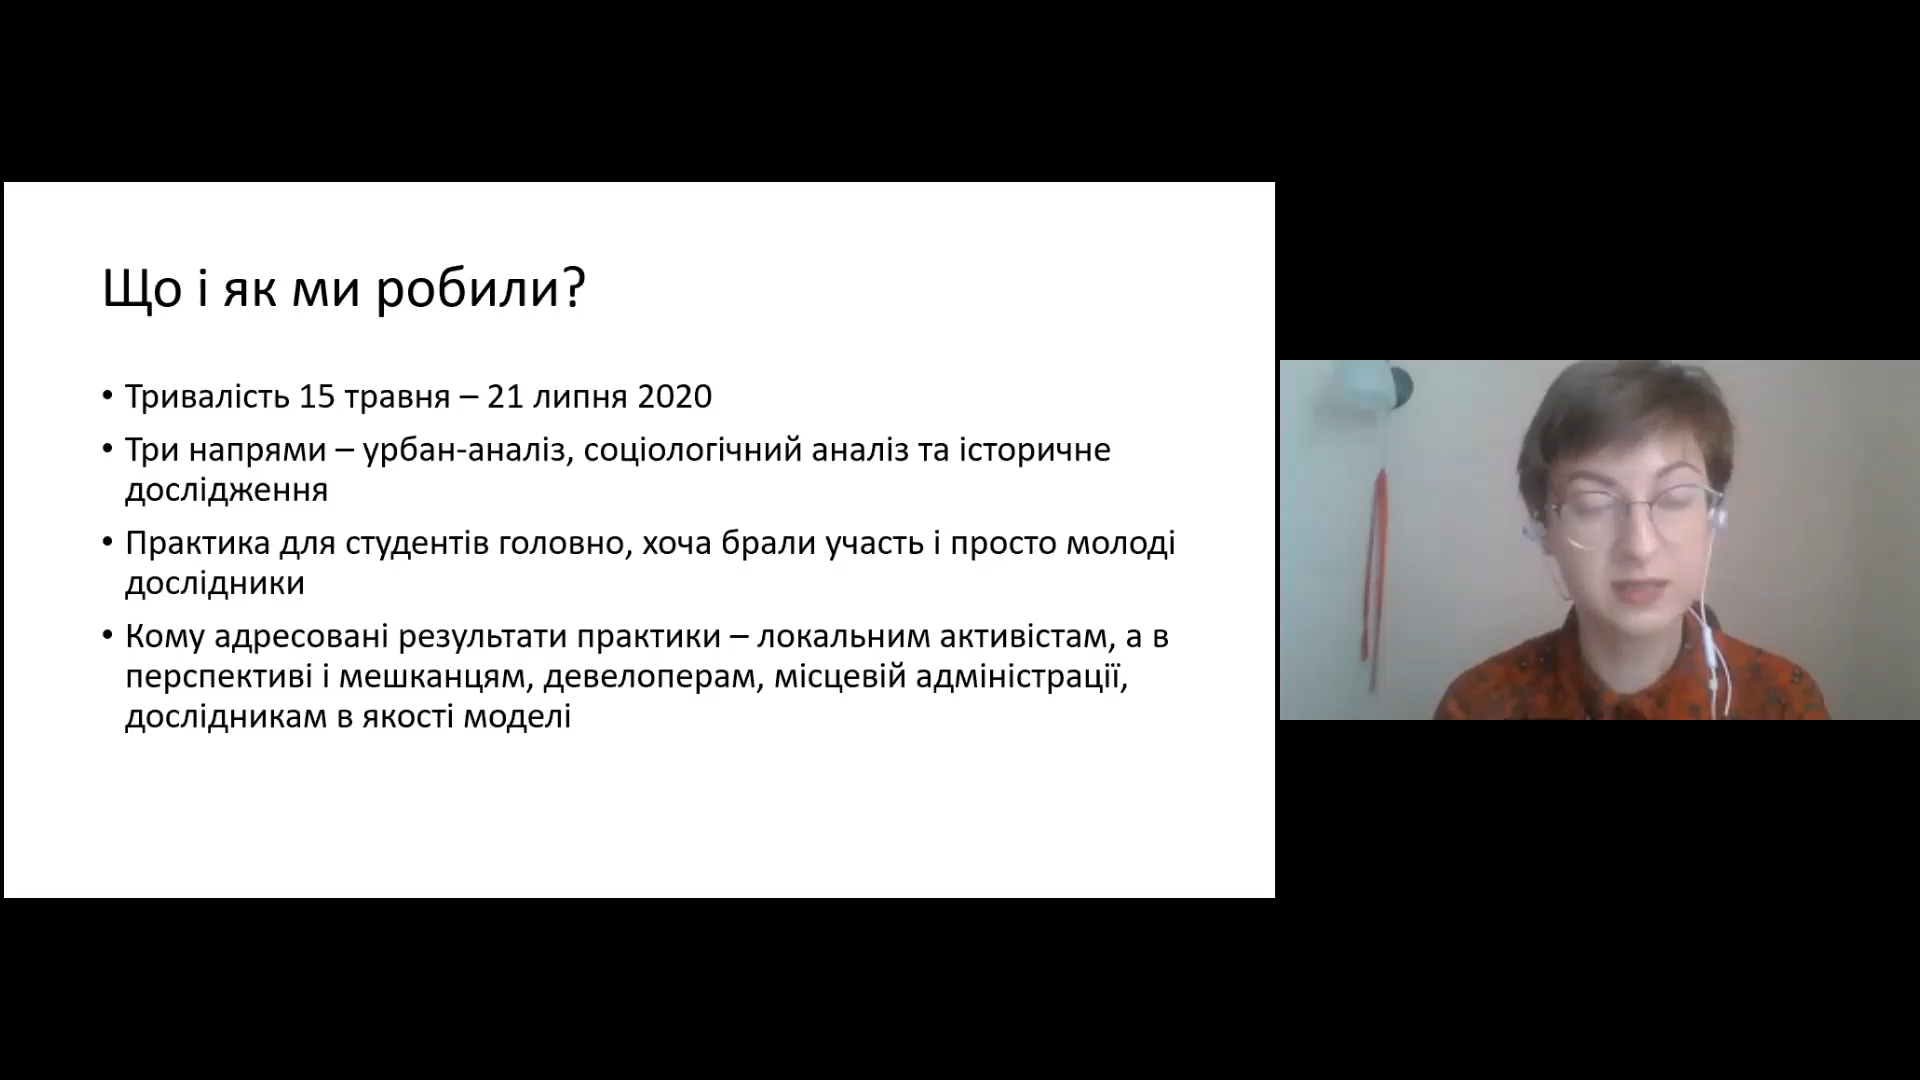 Що і як ми робили?
• Тривалість 15 травня – 21 липня 2020
• Три напрями – урбан-аналіз, соціологічний аналіз та історичне
дослідження
• Практика для студентів головно, хоча брали участь і просто молоді
дослідники
• Кому адресовані результати практики – локальним активістам, а в
перспективі і мешканцям, девелоперам, місцевій адміністрації,
дослідникам в якості моделі